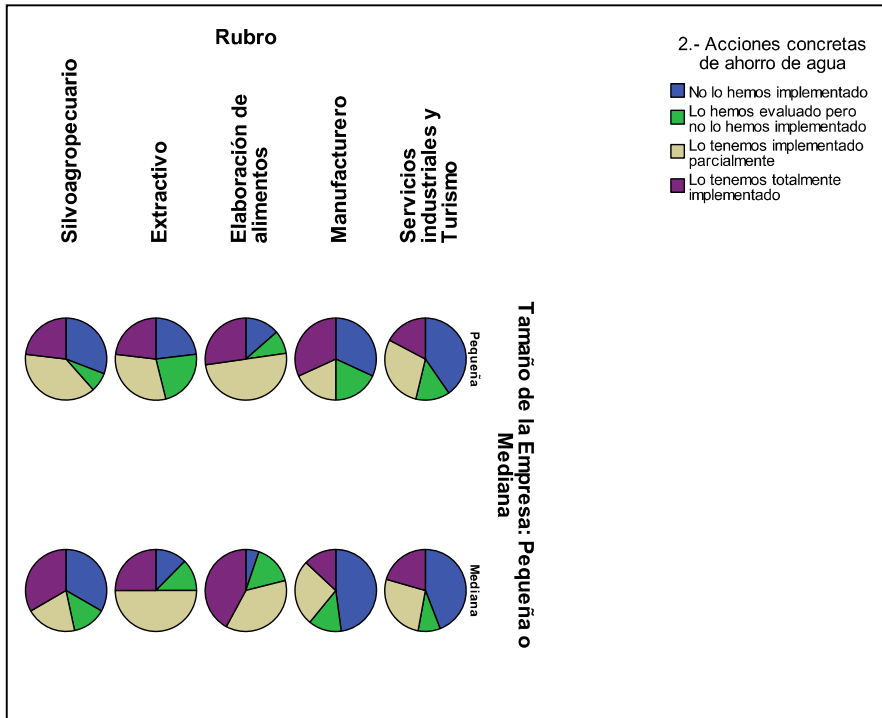 Rubro
Silvoagropecuario
Extractivo
Elaboración de
alimentos
Manufacturero
Servicios
industriales y
Turismo
2.- Acciones concretas
de ahorro de agua
No lo hemos implementado
Lo hemos evaluado pero
no lo hemos implementado
Lo tenemos implementado
parcialmente
Lo tenemos totalmente
implementado
Pequeña
Mediana
Tamaño de la Empresa: Pequeña o
Mediana